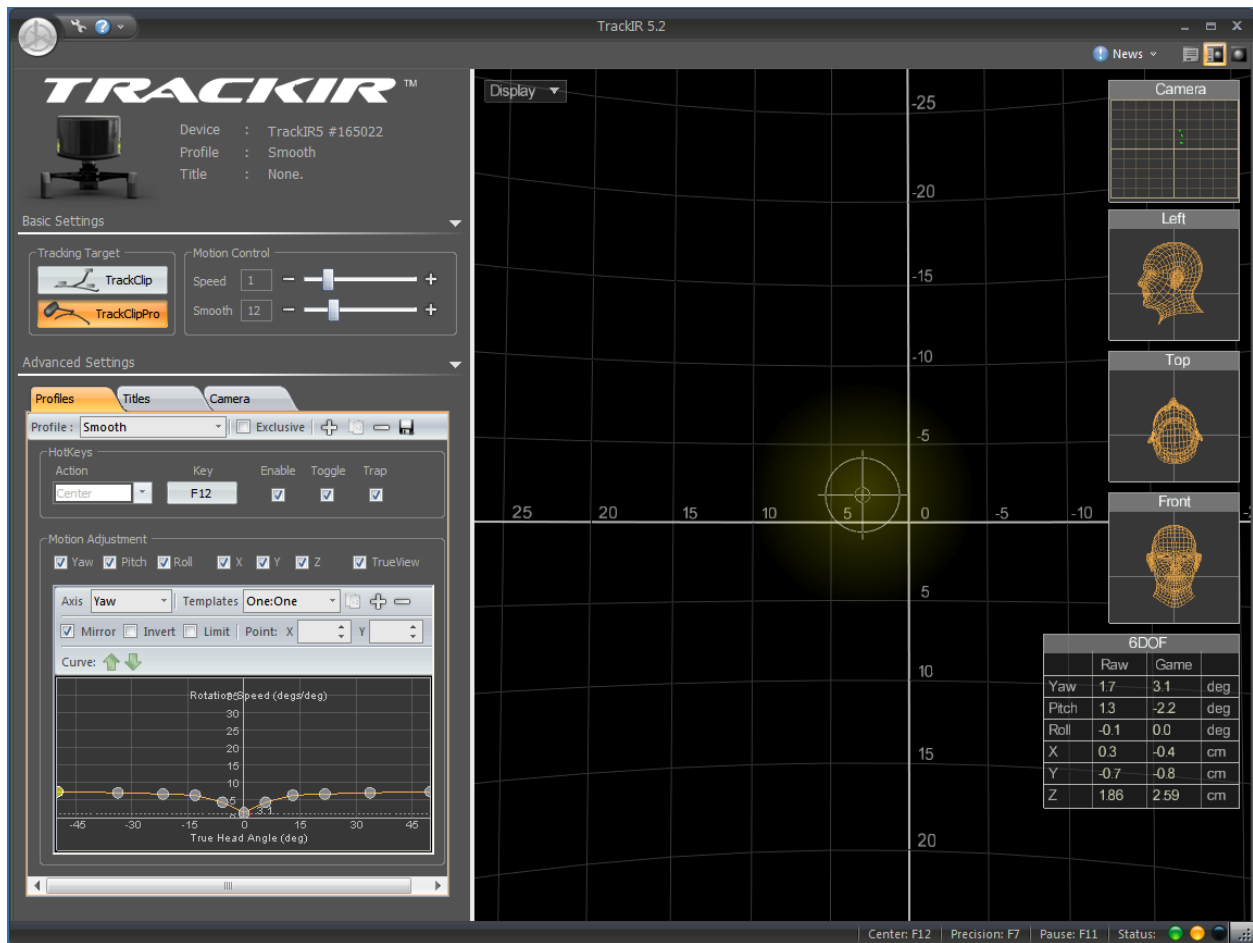 TrackIR 5.2
News
TRACKIR ™
Device : TrackIR5 #165022
Profile : Smooth
Title : None.
Basic Settings
Tracking Target
TrackClip
TrackClipPro
Motion Control
Speed 1
Smooth 12
Advanced Settings
Profiles Titles Camera
Profile : Smooth Exclusive
HotKeys
Action Key Enable Toggle Trap
Center F12
Motion Adjustment
Yaw Pitch Roll X Y Z TrueView
Axis Yaw Templates One:One
Mirror Invert Limit Point: X Y
Curve:
Rotation Speed (degs/deg)
35
30
25
20
15
10
5
3.1
-45 -30 -15 0 15 30 45
True Head Angle (deg)
Display
-25
-20
-15
-10
-5
25 20 15 10 5 0 -5 -10
5
10
15
20
Camera
Left
Top
Front
6DOF
Raw Game
Yaw 1.7 3.1 deg
Pitch 1.3 -2.2 deg
Roll -0.1 0.0 deg
X 0.3 -0.4 cm
Y -0.7 -0.8 cm
Z 1.86 2.59 cm
Center: F12 Precision: F7 Pause: F11 Status: